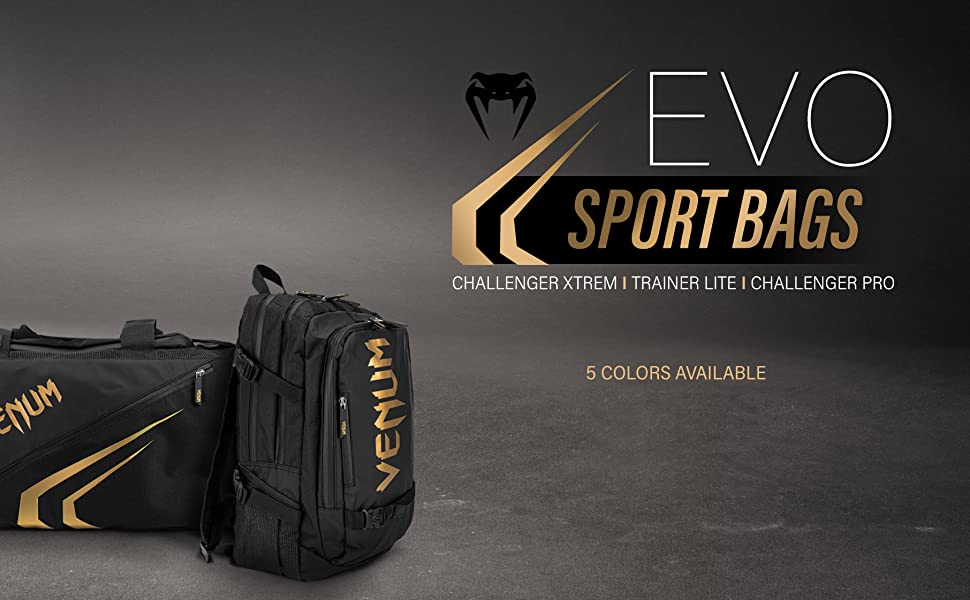 EVO
SPORT BAGS
CHALLENGER XTREM I TRAINER LITE I CHALLENGER PRO
5 COLORS AVAILABLE
VENUM
ENUM